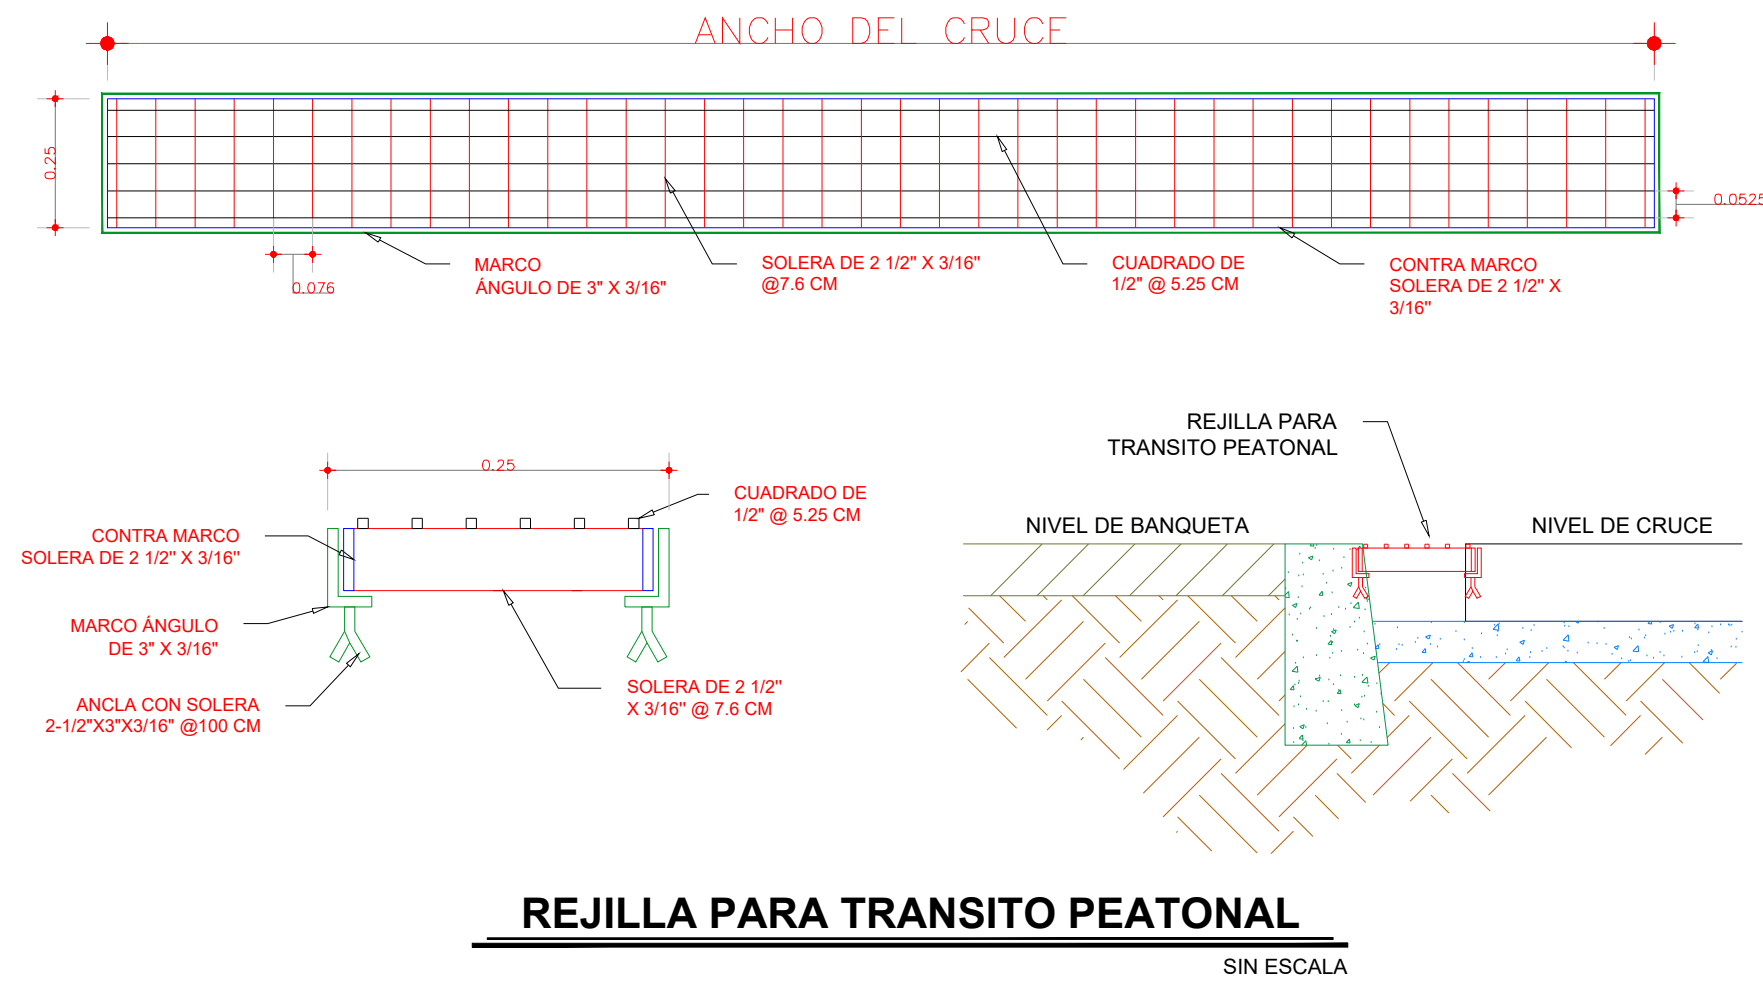 ANCHO DEL CRUCE
0.25
0.0525
0.076
MARCO
ÁNGULO DE 3" X 3/16"
SOLERA DE 2 1/2" X 3/16"
@7.6 CM
CUADRADO DE
1/2" @ 5.25 CM
CONTRA MARCO
SOLERA DE 2 1/2" X
3/16"
0.25
CUADRADO DE
1/2" @ 5.25 CM
CONTRA MARCO
SOLERA DE 2 1/2" X 3/16"
MARCO ÁNGULO
DE 3" X 3/16"
ANCLA CON SOLERA
2-1/2"X3"X3/16" @100 CM
SOLERA DE 2 1/2"
X 3/16" @ 7.6 CM
REJILLA PARA
TRANSITO PEATONAL
NIVEL DE BANQUETA
NIVEL DE CRUCE
REJILLA PARA TRANSITO PEATONAL
SIN ESCALA